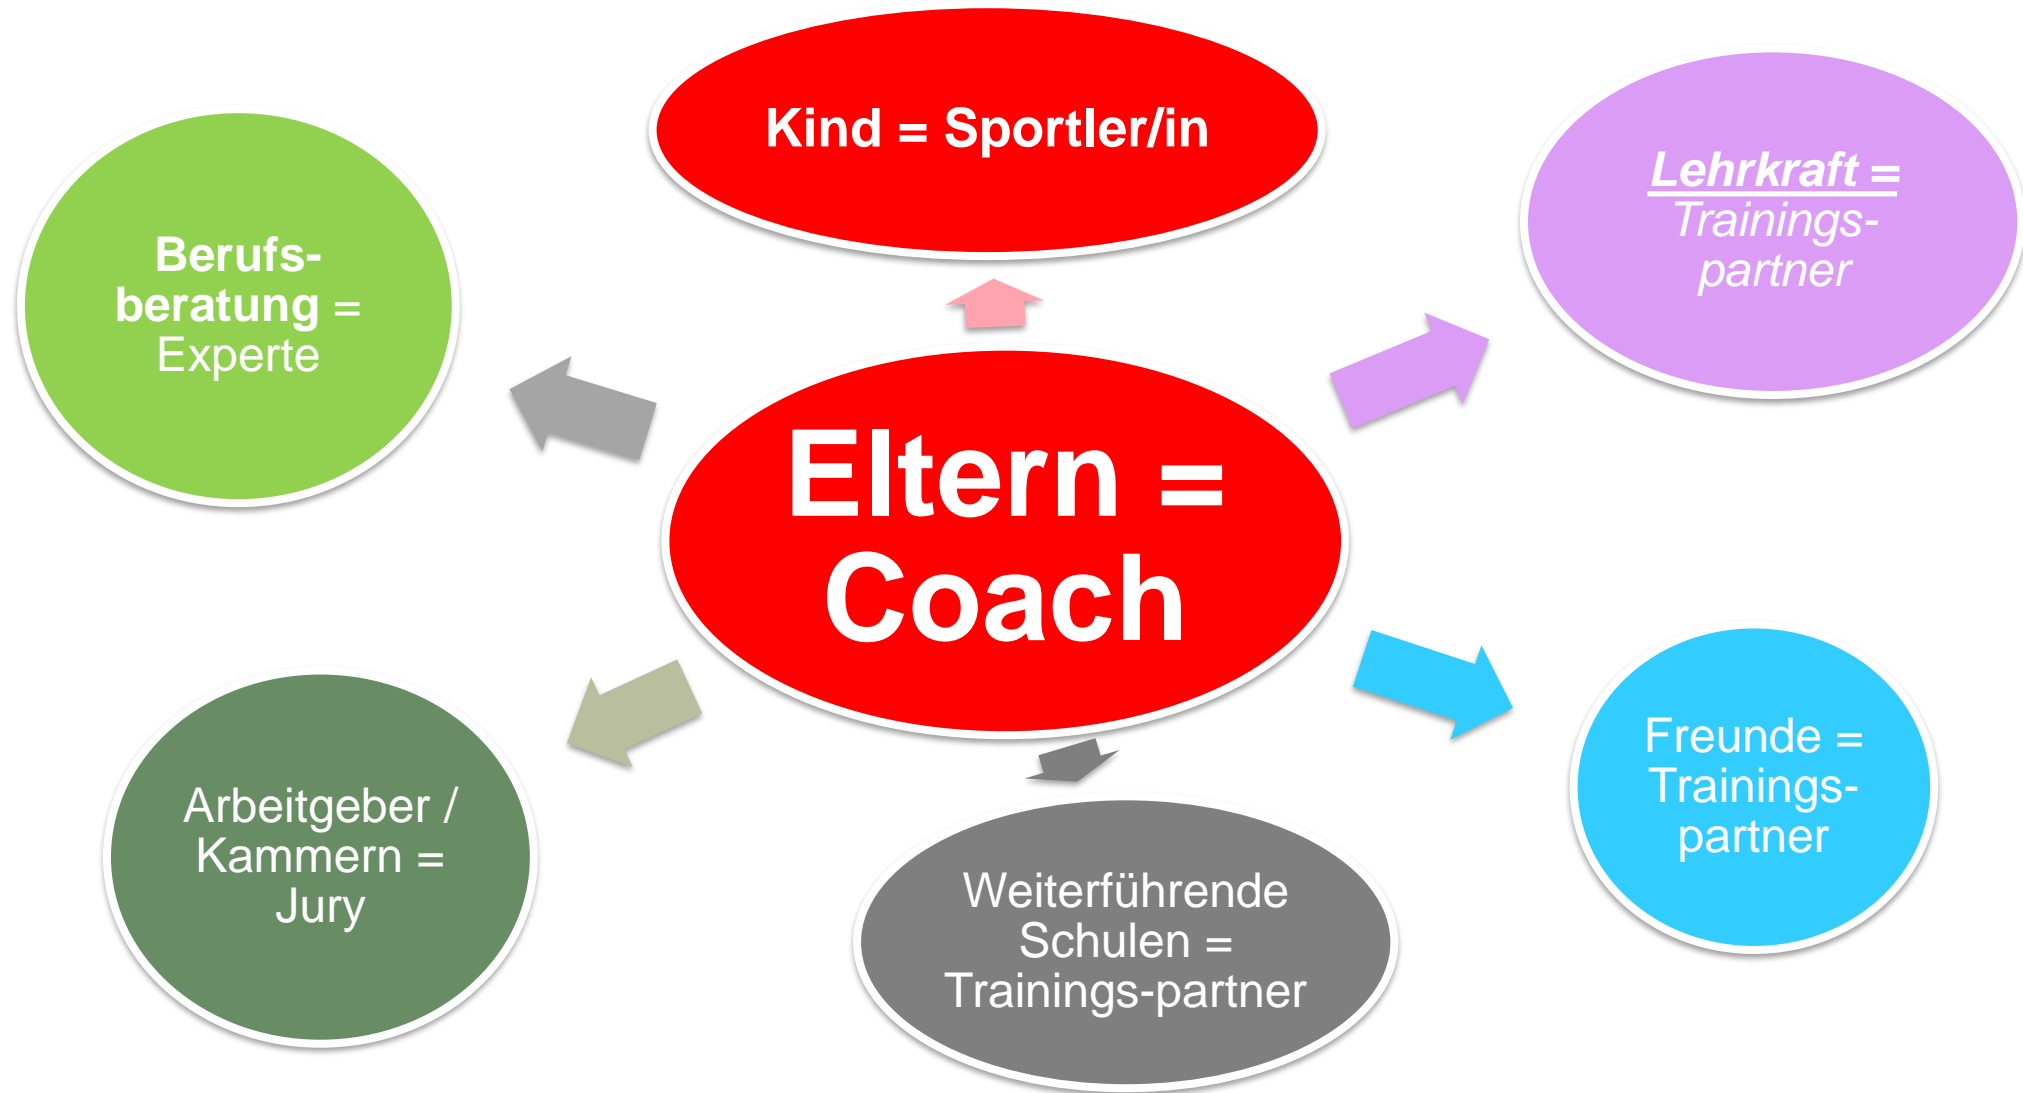 Kind = Sportler/in
Lehrkraft =
Trainings-
partner
Berufs-
beratung =
Experte
Eltern =
Coach
Freunde =
Trainings-
partner
Arbeitgeber /
Kammern =
Jury
Weiterführende
Schulen =
Trainings-partner